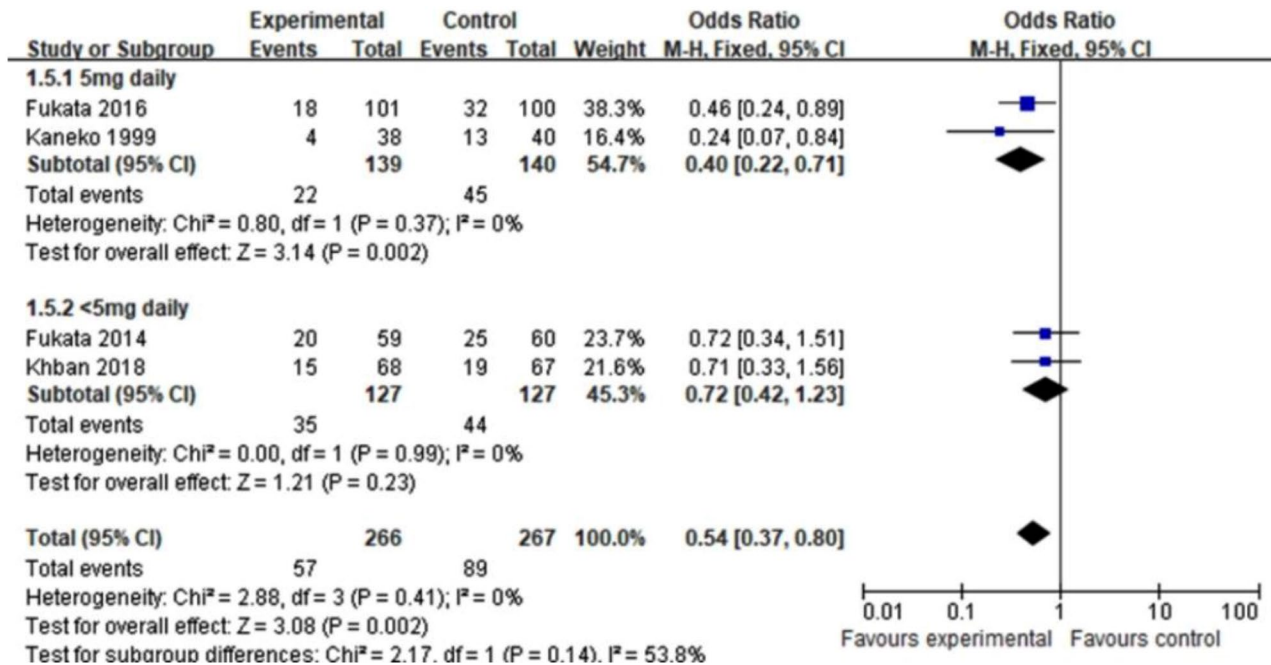 Experimental Control Odds Ratio Odds Ratio
Study or Subgroup Events Total Events Total Weight M-H, Fixed, 95% CI M-H, Fixed, 95% CI
1.5.1 5mg daily
Fukata 2016 18 101 32 100 38.3% 0.46 [0.24, 0.89]
Kaneko 1999 4 38 13 40 16.4% 0.24 [0.07, 0.84]
Subtotal (95% CI) 139 140 54.7% 0.40 [0.22, 0.71]
Total events 22 45
Heterogeneity: Chi² = 0.80, df = 1 (P = 0.37); I² = 0%
Test for overall effect: Z = 3.14 (P = 0.002)
1.5.2 <5mg daily
Fukata 2014 20 59 25 60 23.7% 0.72 [0.34, 1.51]
Khban 2018 15 68 19 67 21.6% 0.71 [0.33, 1.56]
Subtotal (95% CI) 127 127 45.3% 0.72 [0.42, 1.23]
Total events 35 44
Heterogeneity: Chi² = 0.00, df = 1 (P = 0.99); I² = 0%
Test for overall effect: Z = 1.21 (P = 0.23)
Total (95% CI) 266 267 100.0% 0.54 [0.37, 0.80]
Total events 57 89
Heterogeneity: Chi² = 2.88, df = 3 (P = 0.41); I² = 0%
0.01 0.1 1 10 100
Test for overall effect: Z = 3.08 (P = 0.002)
Favours experimental Favours control
Test for subgroup differences: Chi² = 2.17, df = 1 (P = 0.14), I² = 53.8%